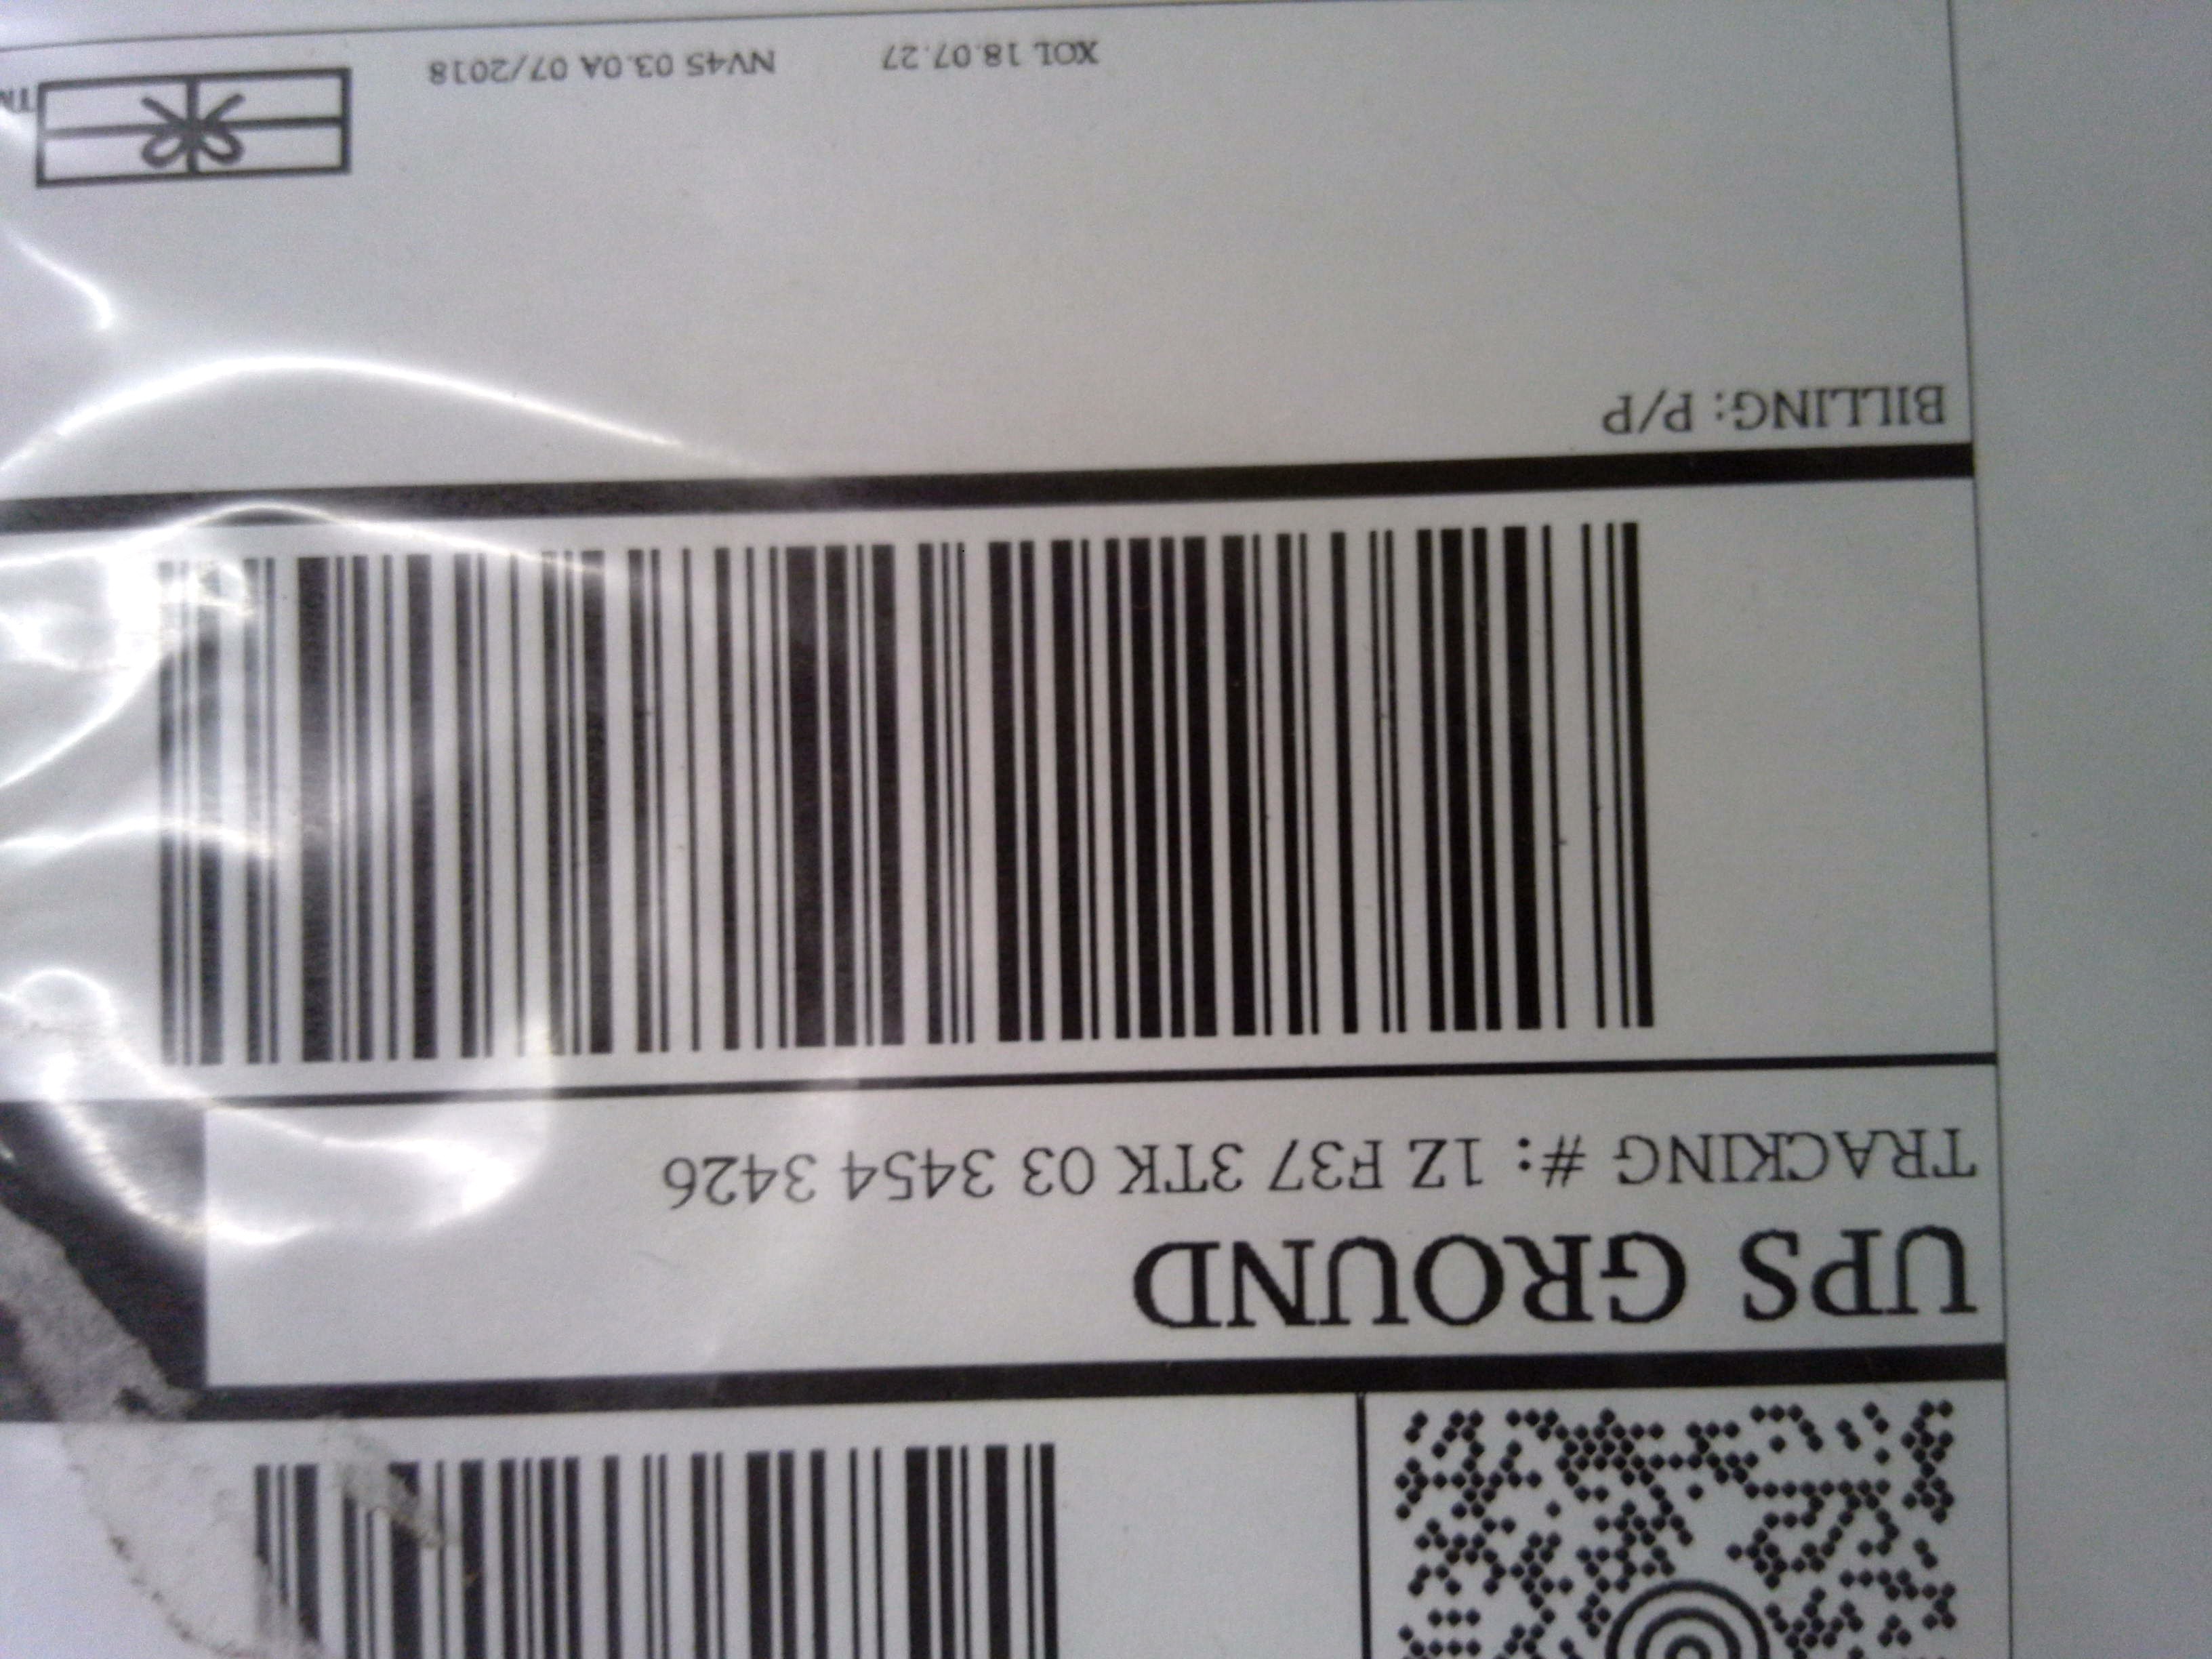 UPS GROUND
TRACKING #: 1Z F37 3TK 03 3454 3426
BILLING: P/P
XOL 18.07.27 NV45 03.0A 07/2018
TM